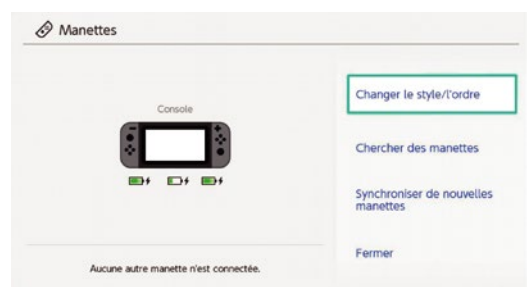 Manettes
Console
Aucune autre manette n'est connectée.
Changer le style/l'ordre
Chercher des manettes
Synchroniser de nouvelles
manettes
Fermer